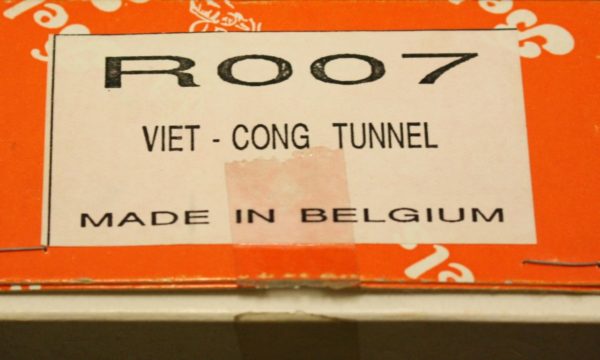 R007
VIET - CONG TUNNEL
MADE IN BELGIUM